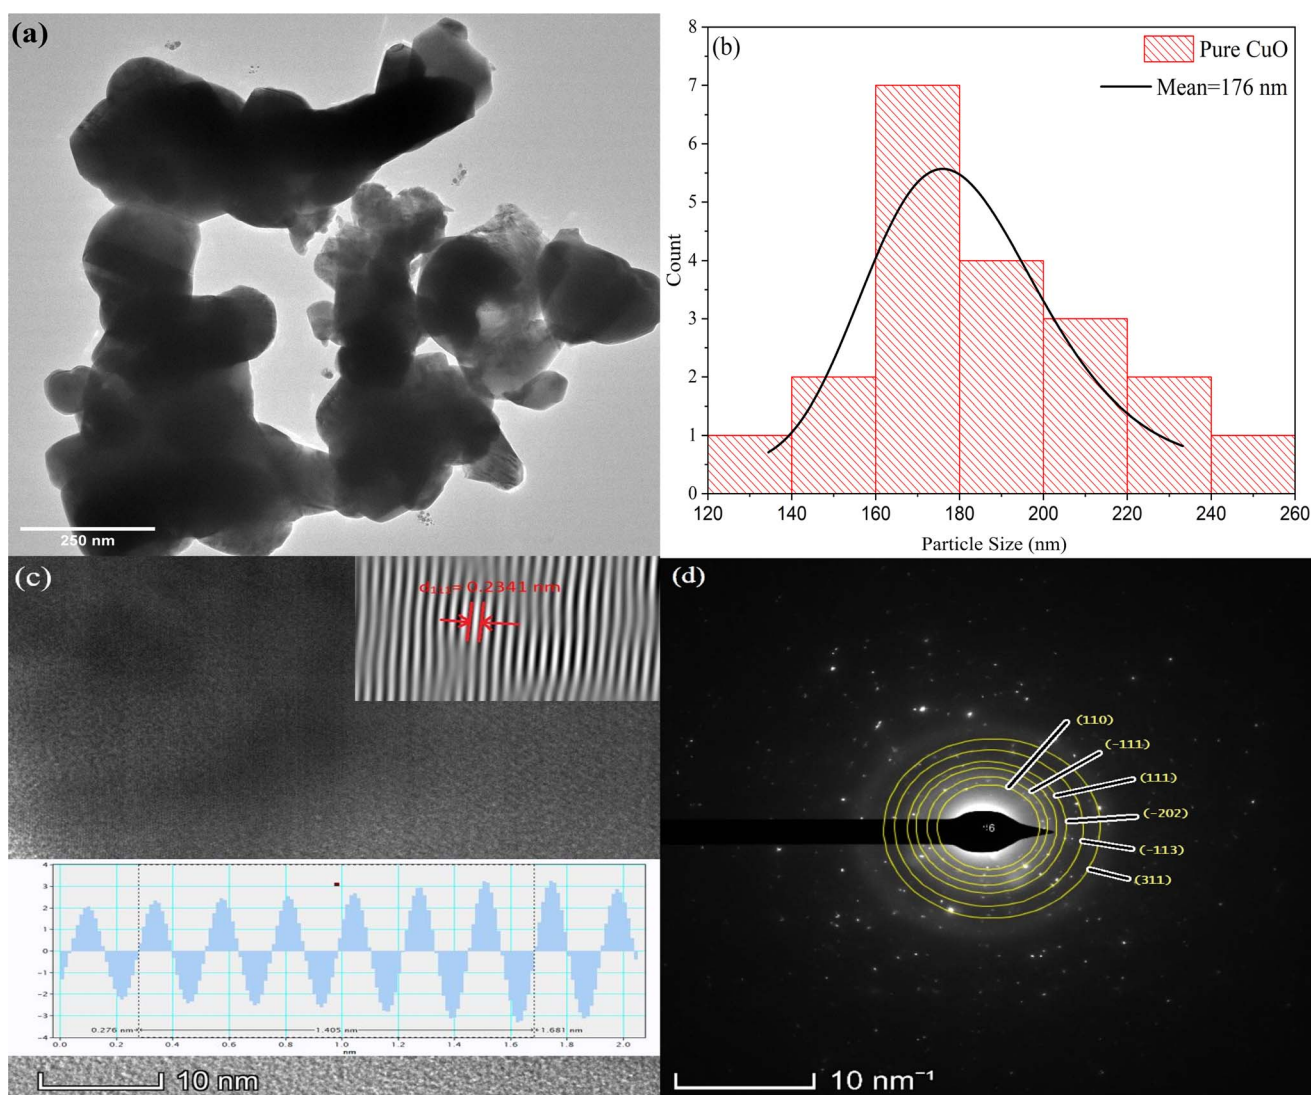 (a)
250 nm
(b)
Pure CuO
Mean=176 nm
8
7
6
5
4
3
2
1
0
Count
120 140 160 180 200 220 240 260
Particle Size (nm)
(c)
= 0.2341 nm
4
3
2
1
0
-1
-2
-3
-4
0.276 nm 1.405 nm 1.681 nm
0.0 0.2 0.4 0.6 0.8 1.0 1.2 1.4 1.6 1.8 2.0
nm
10 nm
(d)
(110)
(-111)
(111)
(-202)
(-113)
(311)
10 nm⁻¹